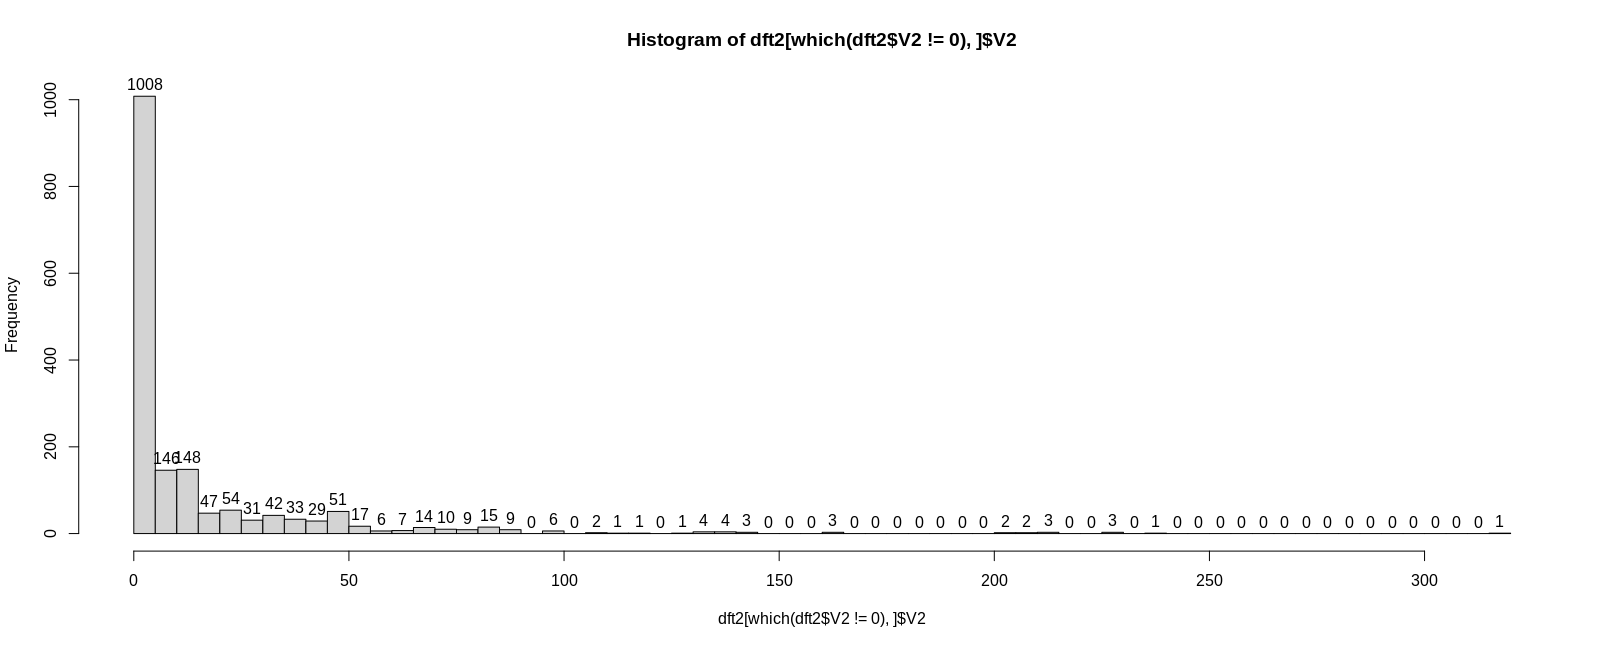 Histogram of dft2[which(dft2$V2 != 0), ]$V2
Frequency
0 200 400 600 800 1000
1008 146 148 47 54 31 42 33 29 51 17 6 7 14 10 9 15 9 0 6 0 2 1 1 0 1 4 4 3 0 0 0 3 0 0 0 0 0 0 0 2 2 3 0 0 3 0 1 0 0 0 0 0 0 0 0 0 0 0 0 0 0 0 1
0 50 100 150 200 250 300
dft2[which(dft2$V2 != 0), ]$V2